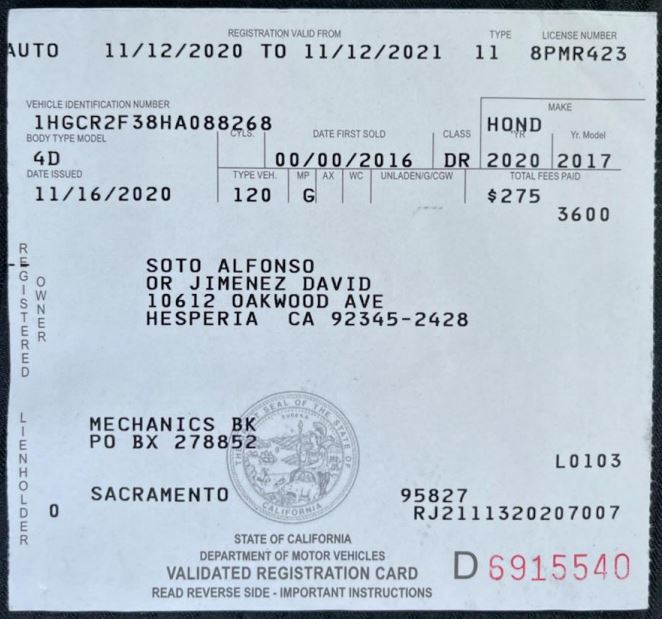 REGISTRATION VALID FROM TYPE LICENSE NUMBER
AUTO 11/12/2020 TO 11/12/2021 11 8PMR423
VEHICLE IDENTIFICATION NUMBER MAKE
1HGCR2F38HA088268 HOND
BODY TYPE MODEL CYLS. DATE FIRST SOLD CLASS YR Yr. Model
4D 00/00/2016 DR 2020 2017
DATE ISSUED TYPE VEH. MP AX WC UNLADEN/G/CGW TOTAL FEES PAID
11/16/2020 120 G $275
3600
REGISTERED
OWNER
SOTO ALFONSO
OR JIMENEZ DAVID
10612 OAKWOOD AVE
HESPERIA CA 92345-2428
LIENHOLDER
MECHANICS BK
PO BX 278852
L0103
SACRAMENTO 95827
0 RJ2111320207007
SEAL OF THE STATE OF
EUREKA
CALIFORNIA
STATE OF CALIFORNIA
DEPARTMENT OF MOTOR VEHICLES
VALIDATED REGISTRATION CARD
READ REVERSE SIDE - IMPORTANT INSTRUCTIONS
D 6915540